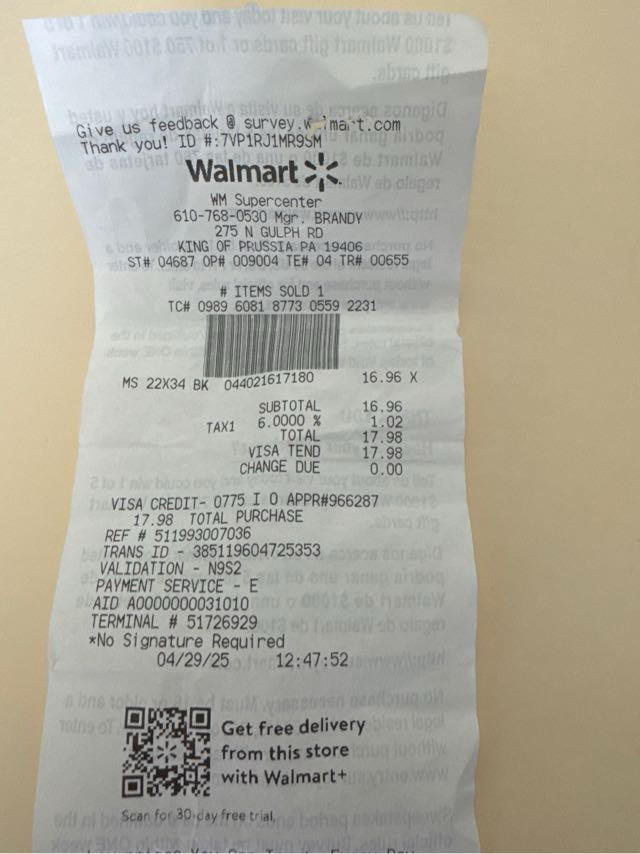 Give us feedback @ survey.walmart.com
Thank you! ID #:7VP1RJ1MR9SM
Walmart
WM Supercenter
610-768-0530 Mgr. BRANDY
275 N GULPH RD
KING OF PRUSSIA PA 19406
ST# 04687 OP# 009004 TE# 04 TR# 00655
# ITEMS SOLD 1
TC# 0989 6081 8773 0559 2231
MS 22X34 BK 044021617180 16.96 X
SUBTOTAL 16.96
TAX1 6.0000 % 1.02
TOTAL 17.98
VISA TEND 17.98
CHANGE DUE 0.00
VISA CREDIT- 0775 I 0 APPR#966287
17.98 TOTAL PURCHASE
REF # 511993007036
TRANS ID - 385119604725353
VALIDATION - N9S2
PAYMENT SERVICE - E
AID A0000000031010
TERMINAL # 51726929
*No Signature Required
04/29/25 12:47:52
Get free delivery
from this store
with Walmart+
Scan for 30-day free trial.